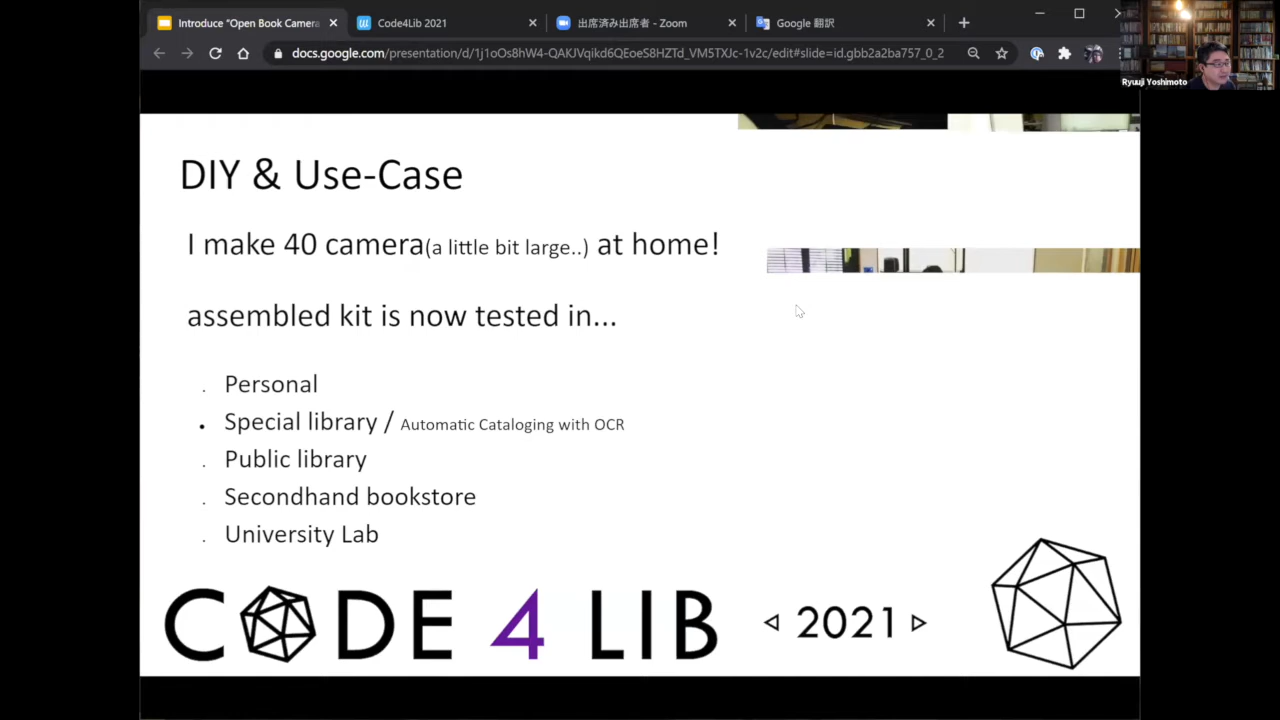 Introduce "Open Book Camera
Code4Lib 2021
出席済み出席者 - Zoom
Google 翻訳
docs.google.com/presentation/d/1j1oOs8hW4-QAKJVqikd6QEoeS8HZTd_VM5TXJc-1v2c/edit#slide=id.gbb2a2ba757_0_2
Ryuuji Yoshimoto
DIY & Use-Case
I make 40 camera(a little bit large..) at home!
assembled kit is now tested in...
. Personal
• Special library / Automatic Cataloging with OCR
. Public library
. Secondhand bookstore
. University Lab
CODE 4 LIB ◁ 2021 ▷